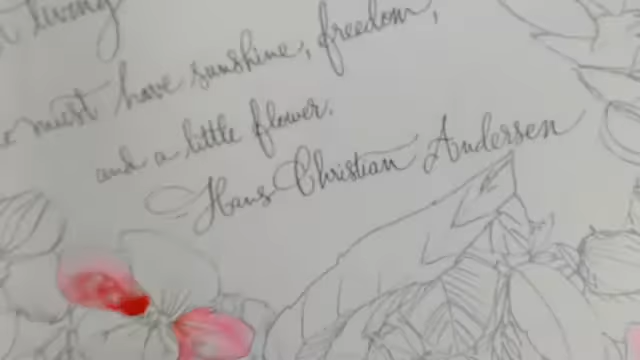 living
must have sunshine, freedom,
and a little flower.
Hans Christian Andersen